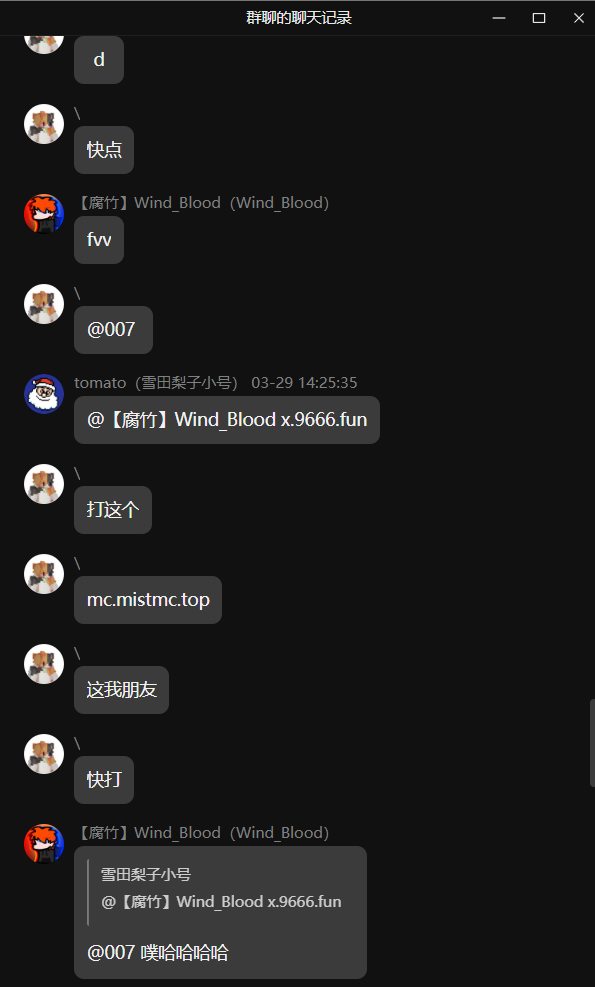 群聊的聊天记录
d
\
快点
【腐竹】Wind_Blood（Wind_Blood）
fvv
\
@007
tomato（雪田梨子小号） 03-29 14:25:35
@【腐竹】Wind_Blood x.9666.fun
\
打这个
\
mc.mistmc.top
\
这我朋友
\
快打
【腐竹】Wind_Blood（Wind_Blood）
雪田梨子小号
@【腐竹】Wind_Blood x.9666.fun
@007 噗哈哈哈哈